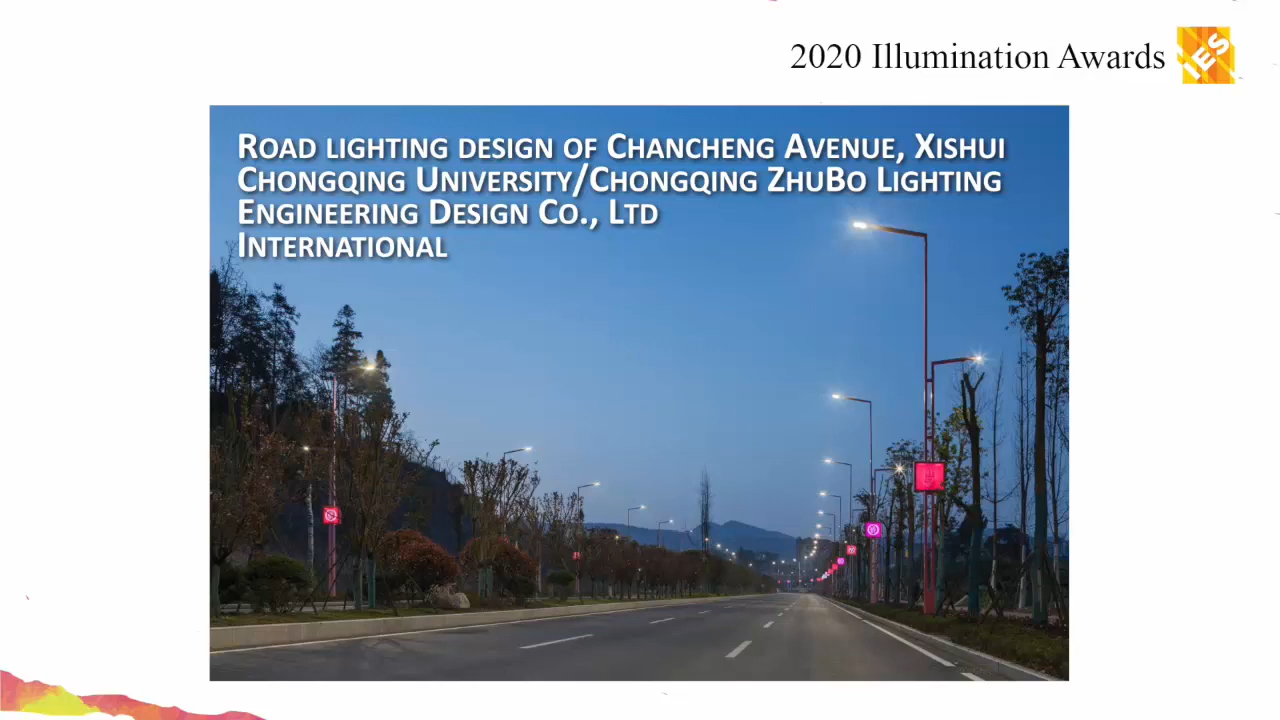 2020 Illumination Awards
IES
ROAD LIGHTING DESIGN OF CHANCHENG AVENUE, XISHUI
CHONGQING UNIVERSITY/CHONGQING ZHUBO LIGHTING
ENGINEERING DESIGN CO., LTD
INTERNATIONAL